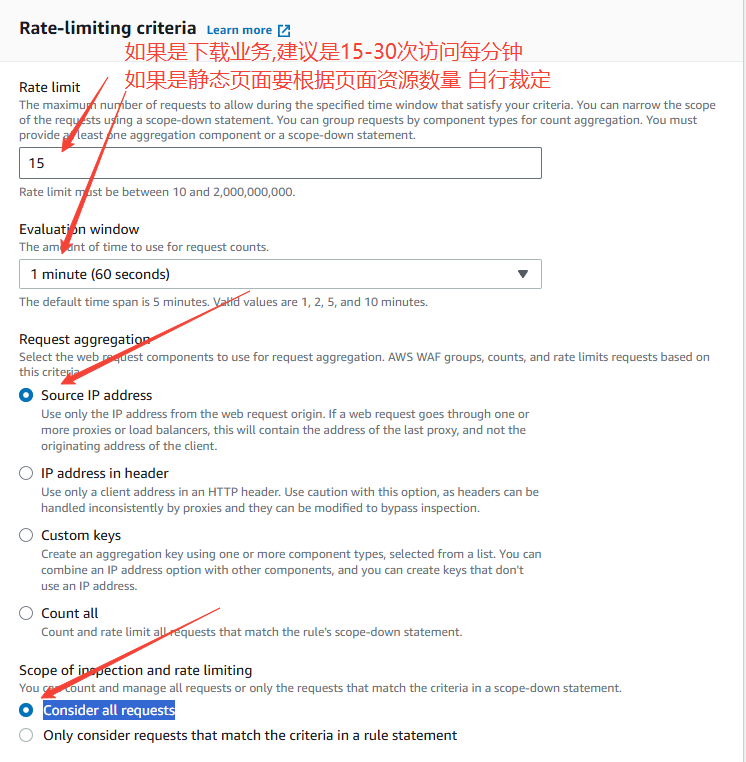 Rate-limiting criteria Learn more
如果是下载业务,建议是15-30次访问每分钟
如果是静态页面要根据页面资源数量 自行裁定
Rate limit
The maximum number of requests to allow during the specified time window that satisfy your criteria. You can narrow the scope
of the requests using a scope-down statement. You can group requests by component types for count aggregation. You must
provide at least one aggregation component or a scope-down statement.
15
Rate limit must be between 10 and 2,000,000,000.
Evaluation window
The amount of time to use for request counts.
1 minute (60 seconds)
The default time span is 5 minutes. Valid values are 1, 2, 5, and 10 minutes.
Request aggregation
Select the web request components to use for request aggregation. AWS WAF groups, counts, and rate limits requests based on
this criteria.
Source IP address
Use only the IP address from the web request origin. If a web request goes through one or
more proxies or load balancers, this will contain the address of the last proxy, and not the
originating address of the client.
IP address in header
Use only a client address in an HTTP header. Use caution with this option, as headers can be
handled inconsistently by proxies and they can be modified to bypass inspection.
Custom keys
Create an aggregation key using one or more component types, selected from a list. You can
combine an IP address option with other components, and you can create keys that don't
use an IP address.
Count all
Count and rate limit all requests that match the rule's scope-down statement.
Scope of inspection and rate limiting
You can count and manage all requests or only the requests that match the criteria in a scope-down statement.
Consider all requests
Only consider requests that match the criteria in a rule statement